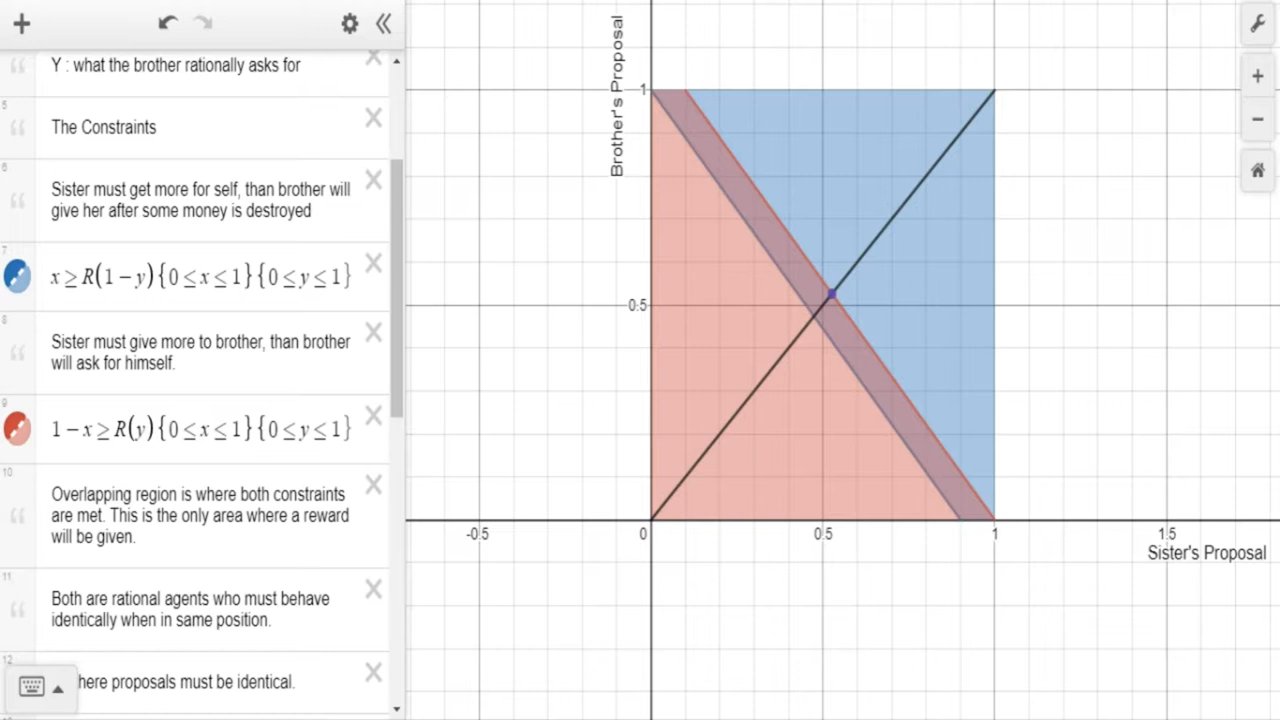 Y : what the brother rationally asks for
5
The Constraints
6
Sister must get more for self, than brother will
give her after some money is destroyed
7
x ≥ R(1 − y){0 ≤ x ≤ 1}{0 ≤ y ≤ 1}
8
Sister must give more to brother, than brother
will ask for himself.
9
1 − x ≥ R(y){0 ≤ x ≤ 1}{0 ≤ y ≤ 1}
10
Overlapping region is where both constraints
are met. This is the only area where a reward
will be given.
11
Both are rational agents who must behave
identically when in same position.
12
here proposals must be identical.
Brother's Proposal
1
0.5
-0.5
0
0.5
1
1.5
Sister's Proposal